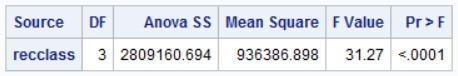 Source DF Anova SS Mean Square F Value Pr > F
recclass 3 2809160.694 936386.898 31.27 <.0001